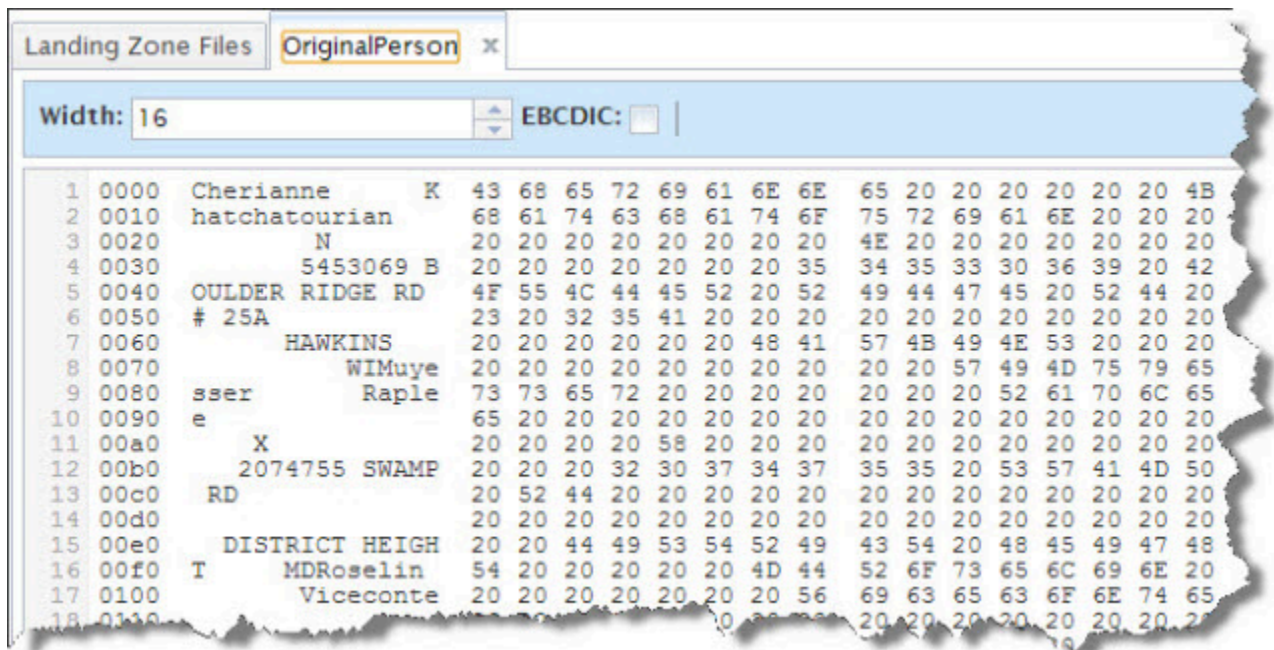 Landing Zone Files OriginalPerson x
Width: 16 EBCDIC:
1 0000 Cherianne      K 43 68 65 72 69 61 6E 6E 65 20 20 20 20 20 20 4B
2 0010 hatchatourian 68 61 74 63 68 61 74 6F 75 72 69 61 6E 20 20 20
3 0020         N 20 20 20 20 20 20 20 20 4E 20 20 20 20 20 20 20
4 0030        5453069 B 20 20 20 20 20 20 20 35 34 35 33 30 36 39 20 42
5 0040 OULDER RIDGE RD 4F 55 4C 44 45 52 20 52 49 44 47 45 20 52 44 20
6 0050 # 25A 23 20 32 35 41 20 20 20 20 20 20 20 20 20 20 20
7 0060       HAWKINS 20 20 20 20 20 20 48 41 57 4B 49 4E 53 20 20 20
8 0070           WIMuye 20 20 20 20 20 20 20 20 20 20 57 49 4D 75 79 65
9 0080 sser       Raple 73 73 65 72 20 20 20 20 20 20 20 52 61 70 6C 65
10 0090 e 65 20 20 20 20 20 20 20 20 20 20 20 20 20 20 20
11 00a0     X 20 20 20 20 58 20 20 20 20 20 20 20 20 20 20 20
12 00b0    2074755 SWAMP 20 20 20 32 30 37 34 37 35 35 20 53 57 41 4D 50
13 00c0  RD 20 52 44 20 20 20 20 20 20 20 20 20 20 20 20 20
14 00d0 20 20 20 20 20 20 20 20 20 20 20 20 20 20 20 20
15 00e0   DISTRICT HEIGH 20 20 44 49 53 54 52 49 43 54 20 48 45 49 47 48
16 00f0 T     MDRoselin 54 20 20 20 20 20 4D 44 52 6F 73 65 6C 69 6E 20
17 0100        Viceconte 20 20 20 20 20 20 20 56 69 63 65 63 6F 6E 74 65
18 0110 20 20 20 20 20 20 20